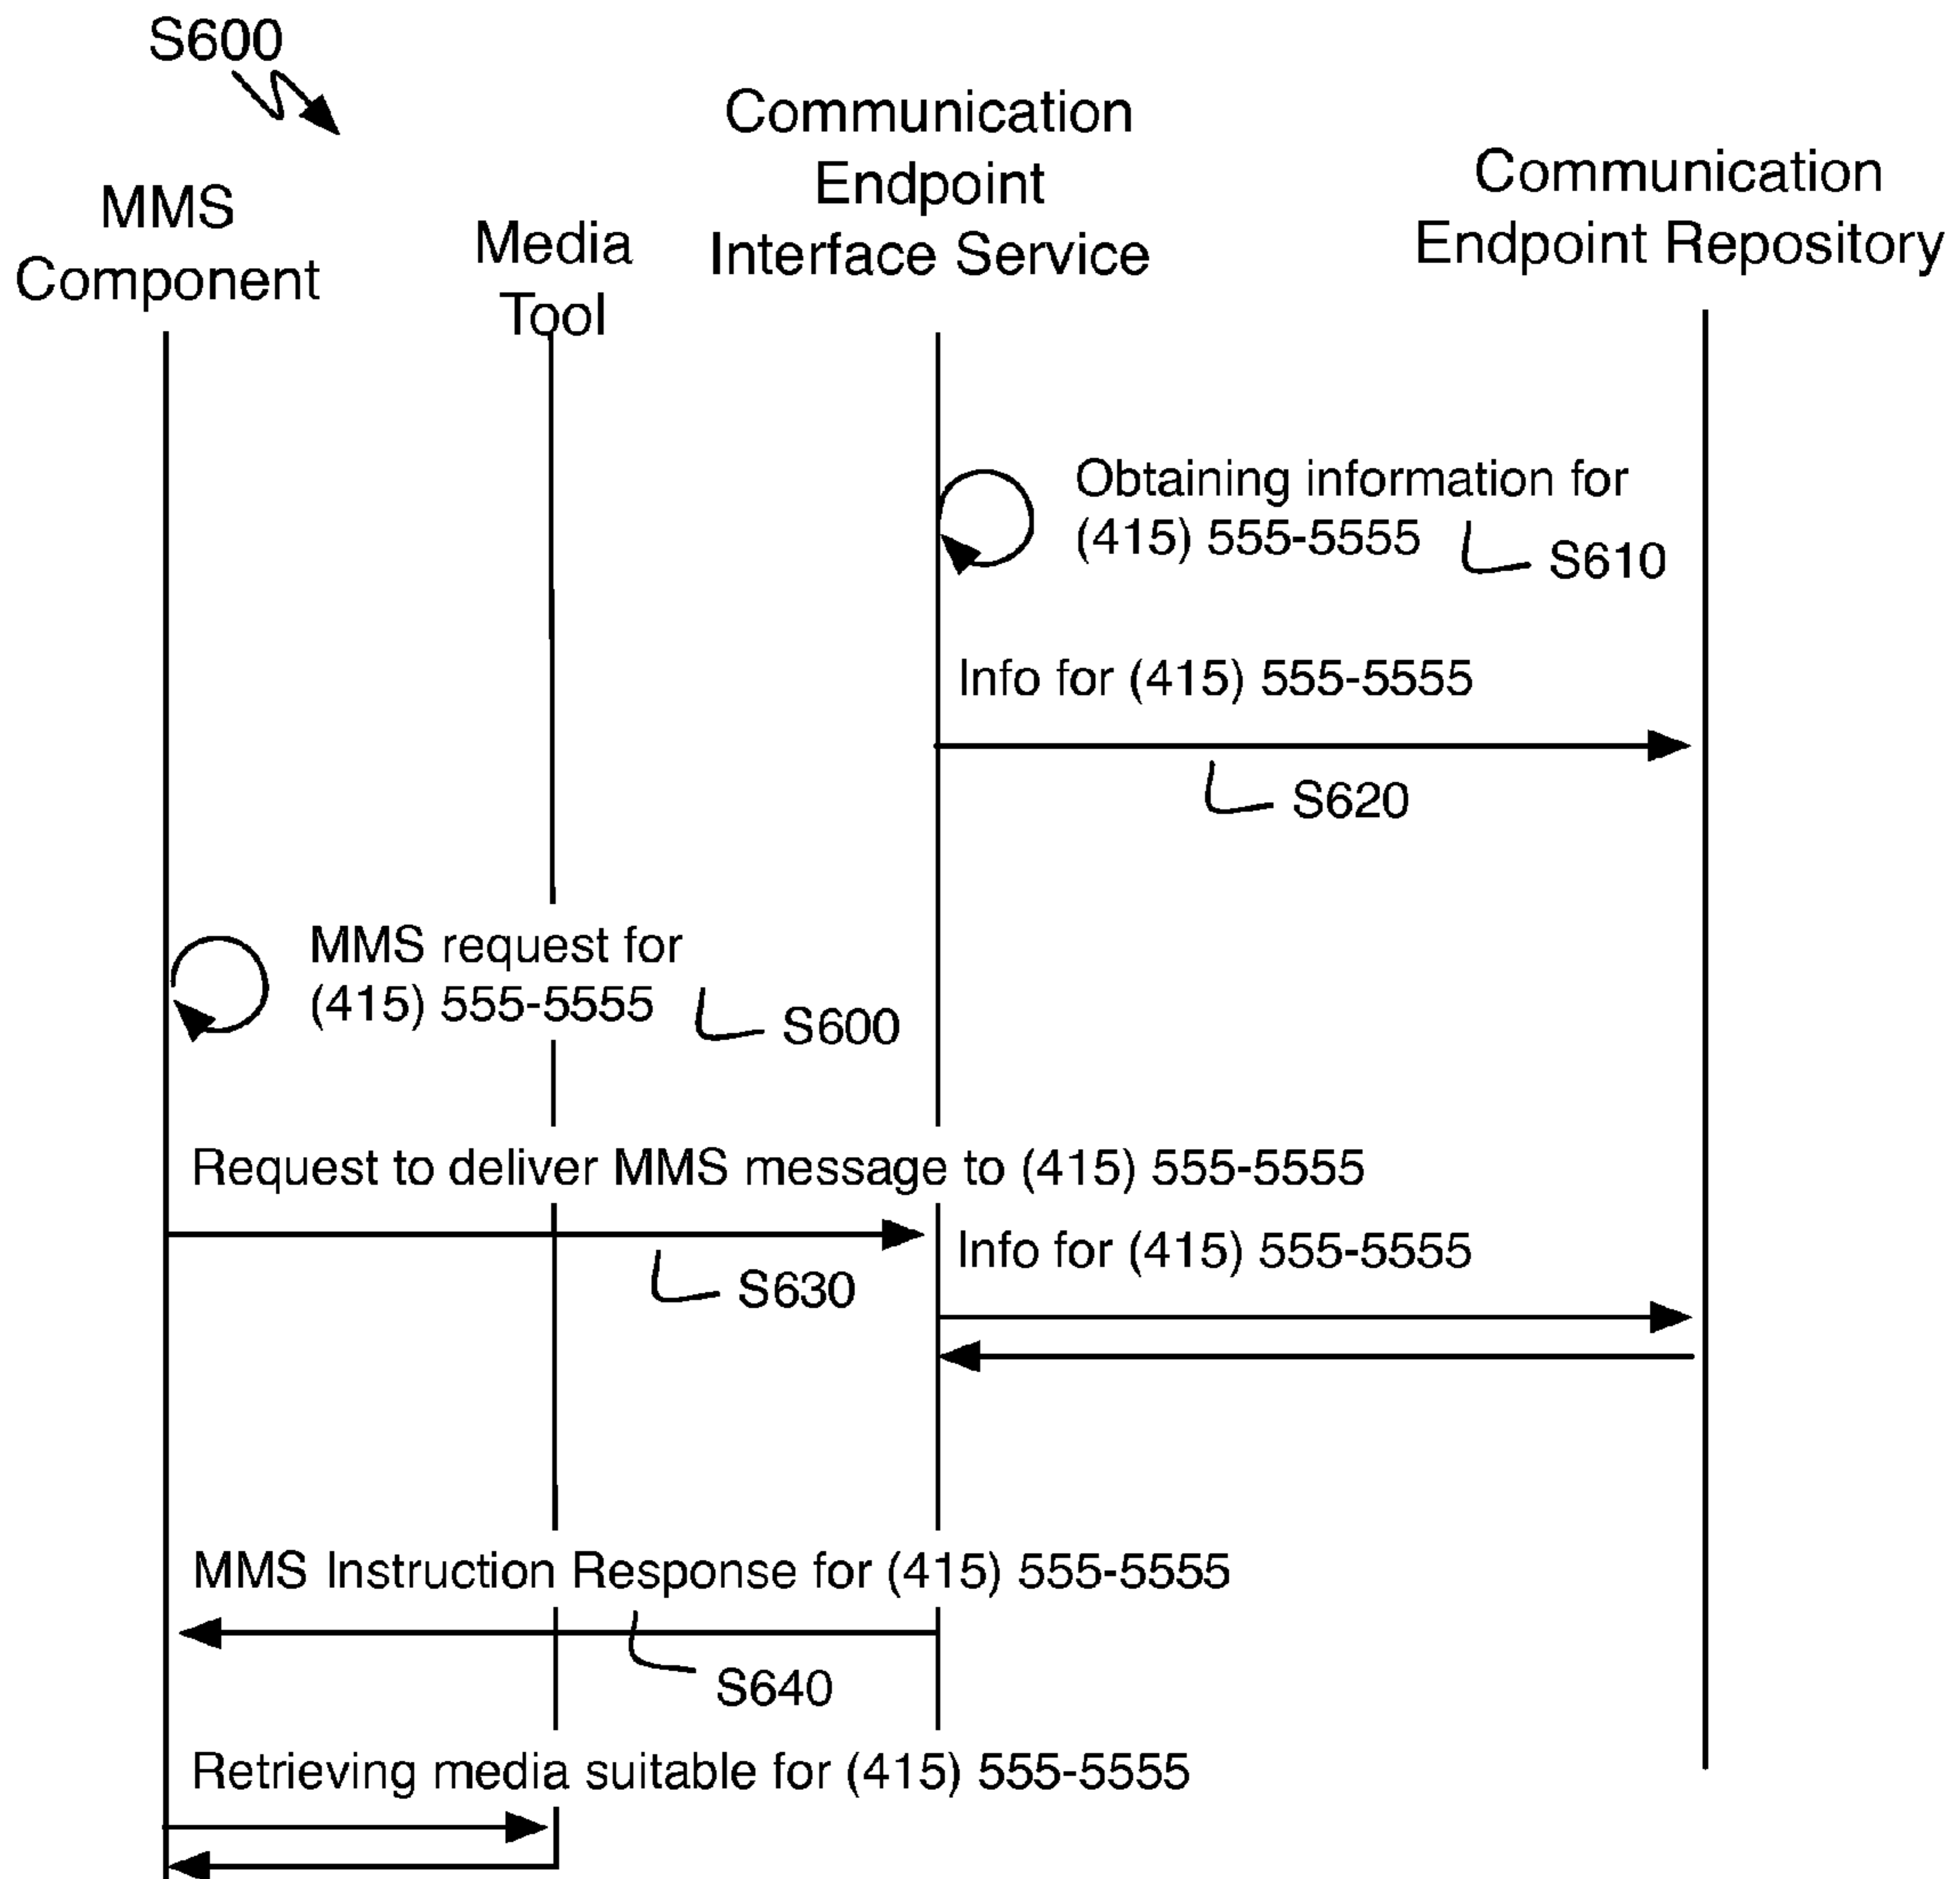 S600
MMS
Component
Media
Tool
Communication
Endpoint
Interface Service
Communication
Endpoint Repository
Obtaining information for
(415) 555-5555
S610
Info for (415) 555-5555
S620
MMS request for
(415) 555-5555
S600
Request to deliver MMS message to (415) 555-5555
S630
Info for (415) 555-5555
MMS Instruction Response for (415) 555-5555
S640
Retrieving media suitable for (415) 555-5555